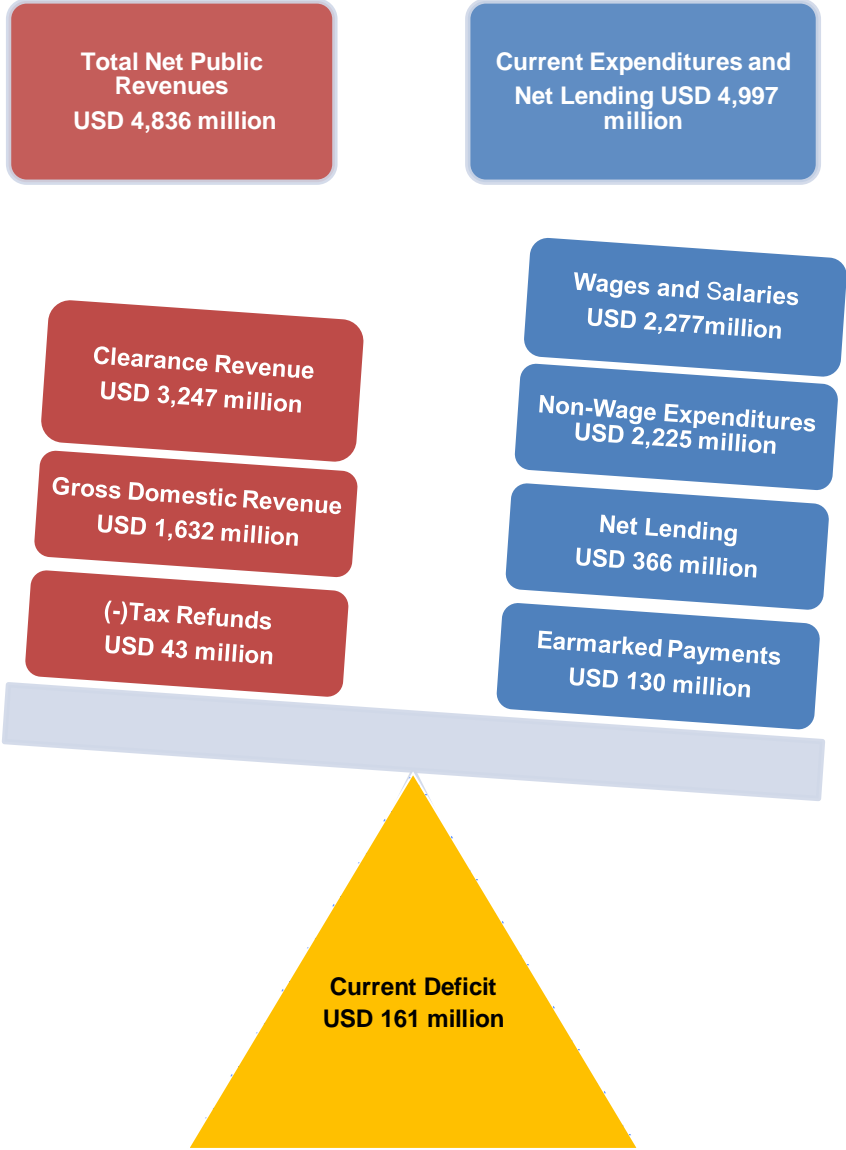 Total Net Public
Revenues
USD 4,836 million
Current Expenditures and
Net Lending USD 4,997
million
Clearance Revenue
USD 3,247 million
Gross Domestic Revenue
USD 1,632 million
(-)Tax Refunds
USD 43 million
Wages and Salaries
USD 2,277million
Non-Wage Expenditures
USD 2,225 million
Net Lending
USD 366 million
Earmarked Payments
USD 130 million
Current Deficit
USD 161 million